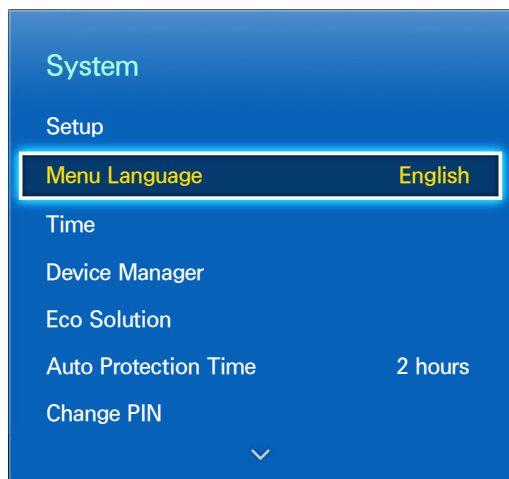 System
Setup
Menu Language English
Time
Device Manager
Eco Solution
Auto Protection Time 2 hours
Change PIN